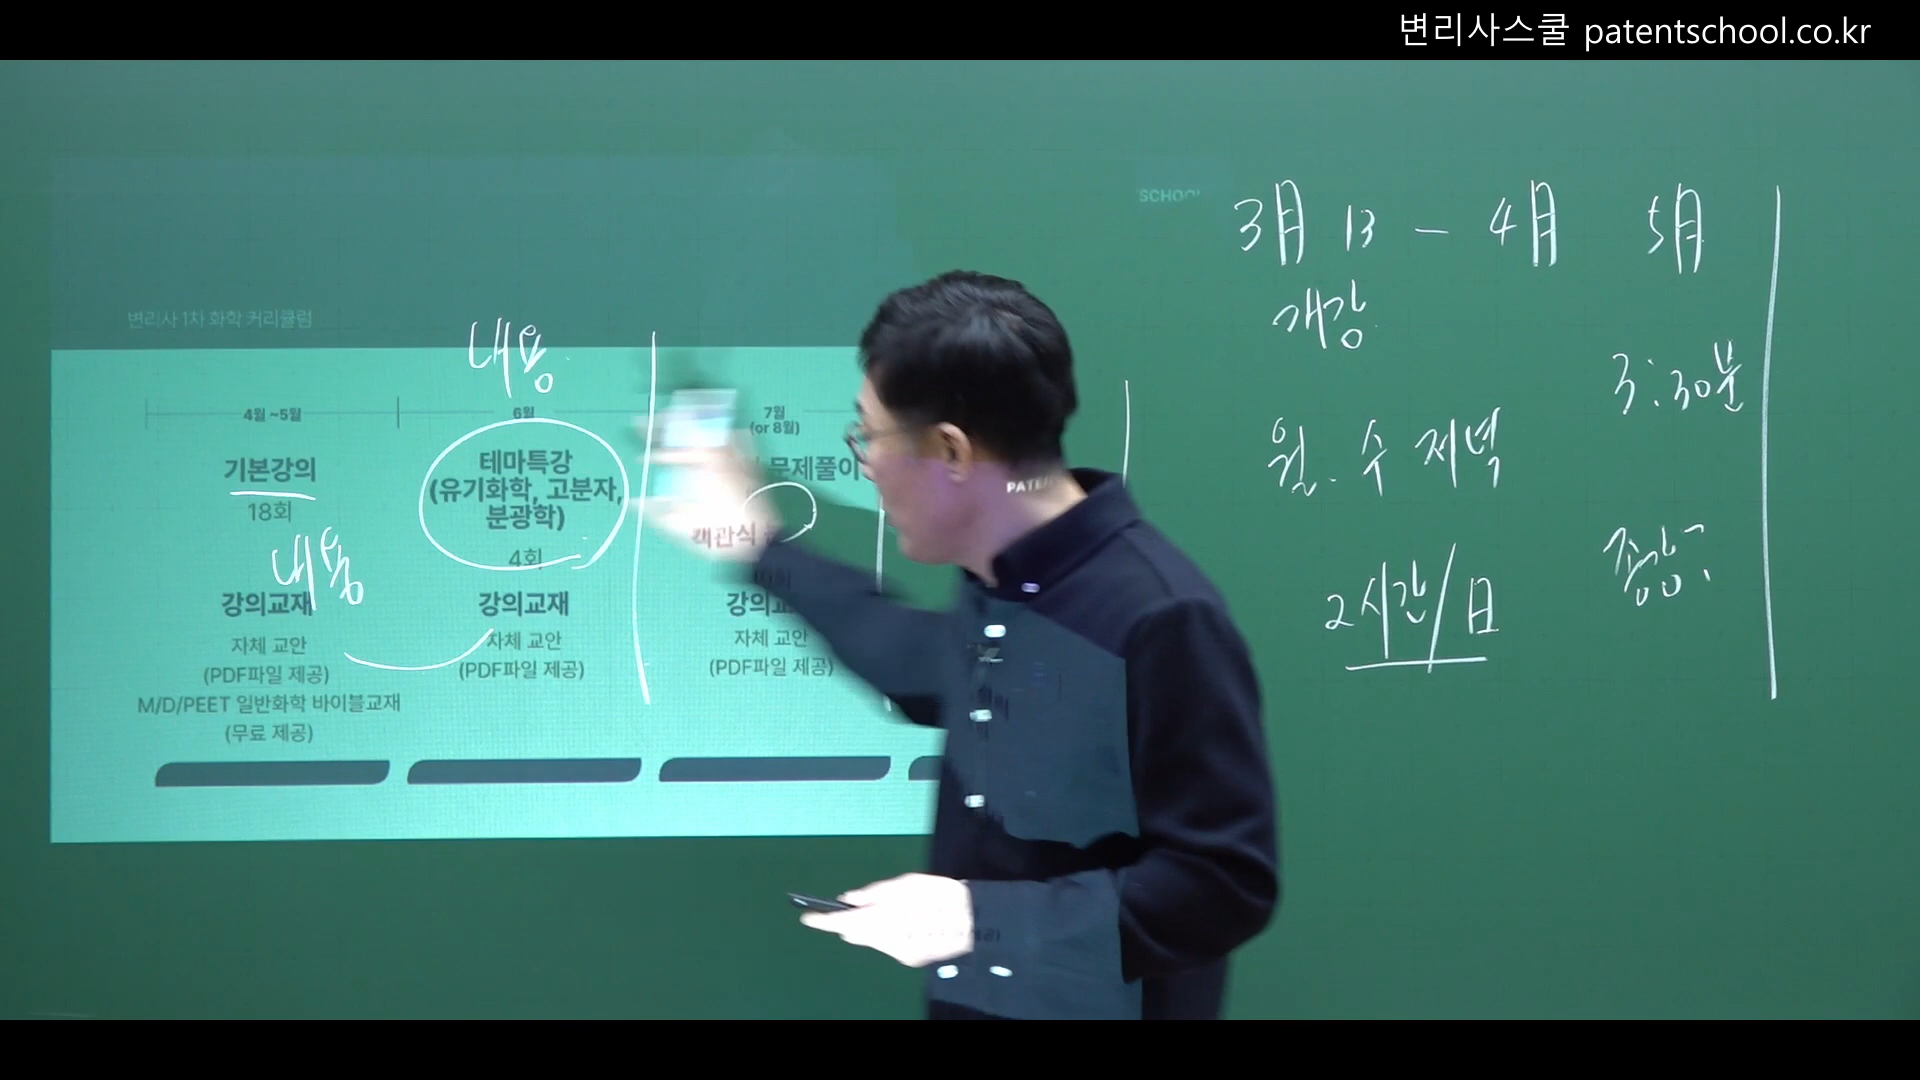 변리사스쿨 patentschool.co.kr
SCHOOL
변리사 1차 화학 커리큘럼
내용
4월 ~5월
기본강의
18회
내용
강의교재
자체 교안
(PDF파일 제공)
M/D/PEET 일반화학 바이블교재
(무료 제공)
6월
테마특강
(유기화학, 고분자,
분광학)
4회
강의교재
자체 교안
(PDF파일 제공)
7월
(or 8월)
문제풀이
객관식
자체 교안
(PDF파일 제공)
3月 13 - 4月 5月
개강
3:30분
월. 수 저녁
종강?
2시간/日